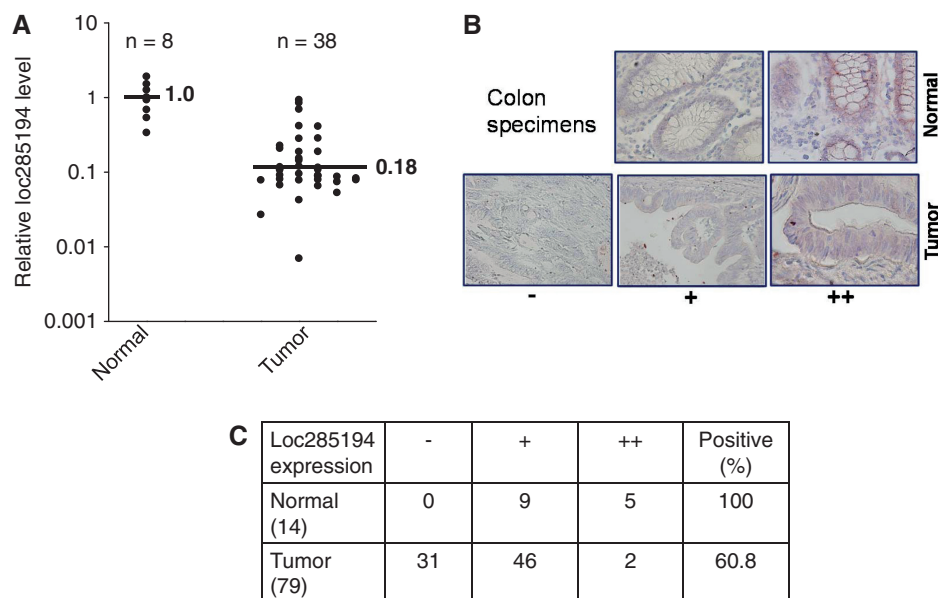 A
n = 8
n = 38
Relative loc285194 level
10
1
0.1
0.01
0.001
1.0
0.18
Normal
Tumor
B
Colon
specimens
Normal
Tumor
-
+
++
C
Loc285194
expression
-
+
++
Positive
(%)
Normal
(14)
0
9
5
100
Tumor
(79)
31
46
2
60.8